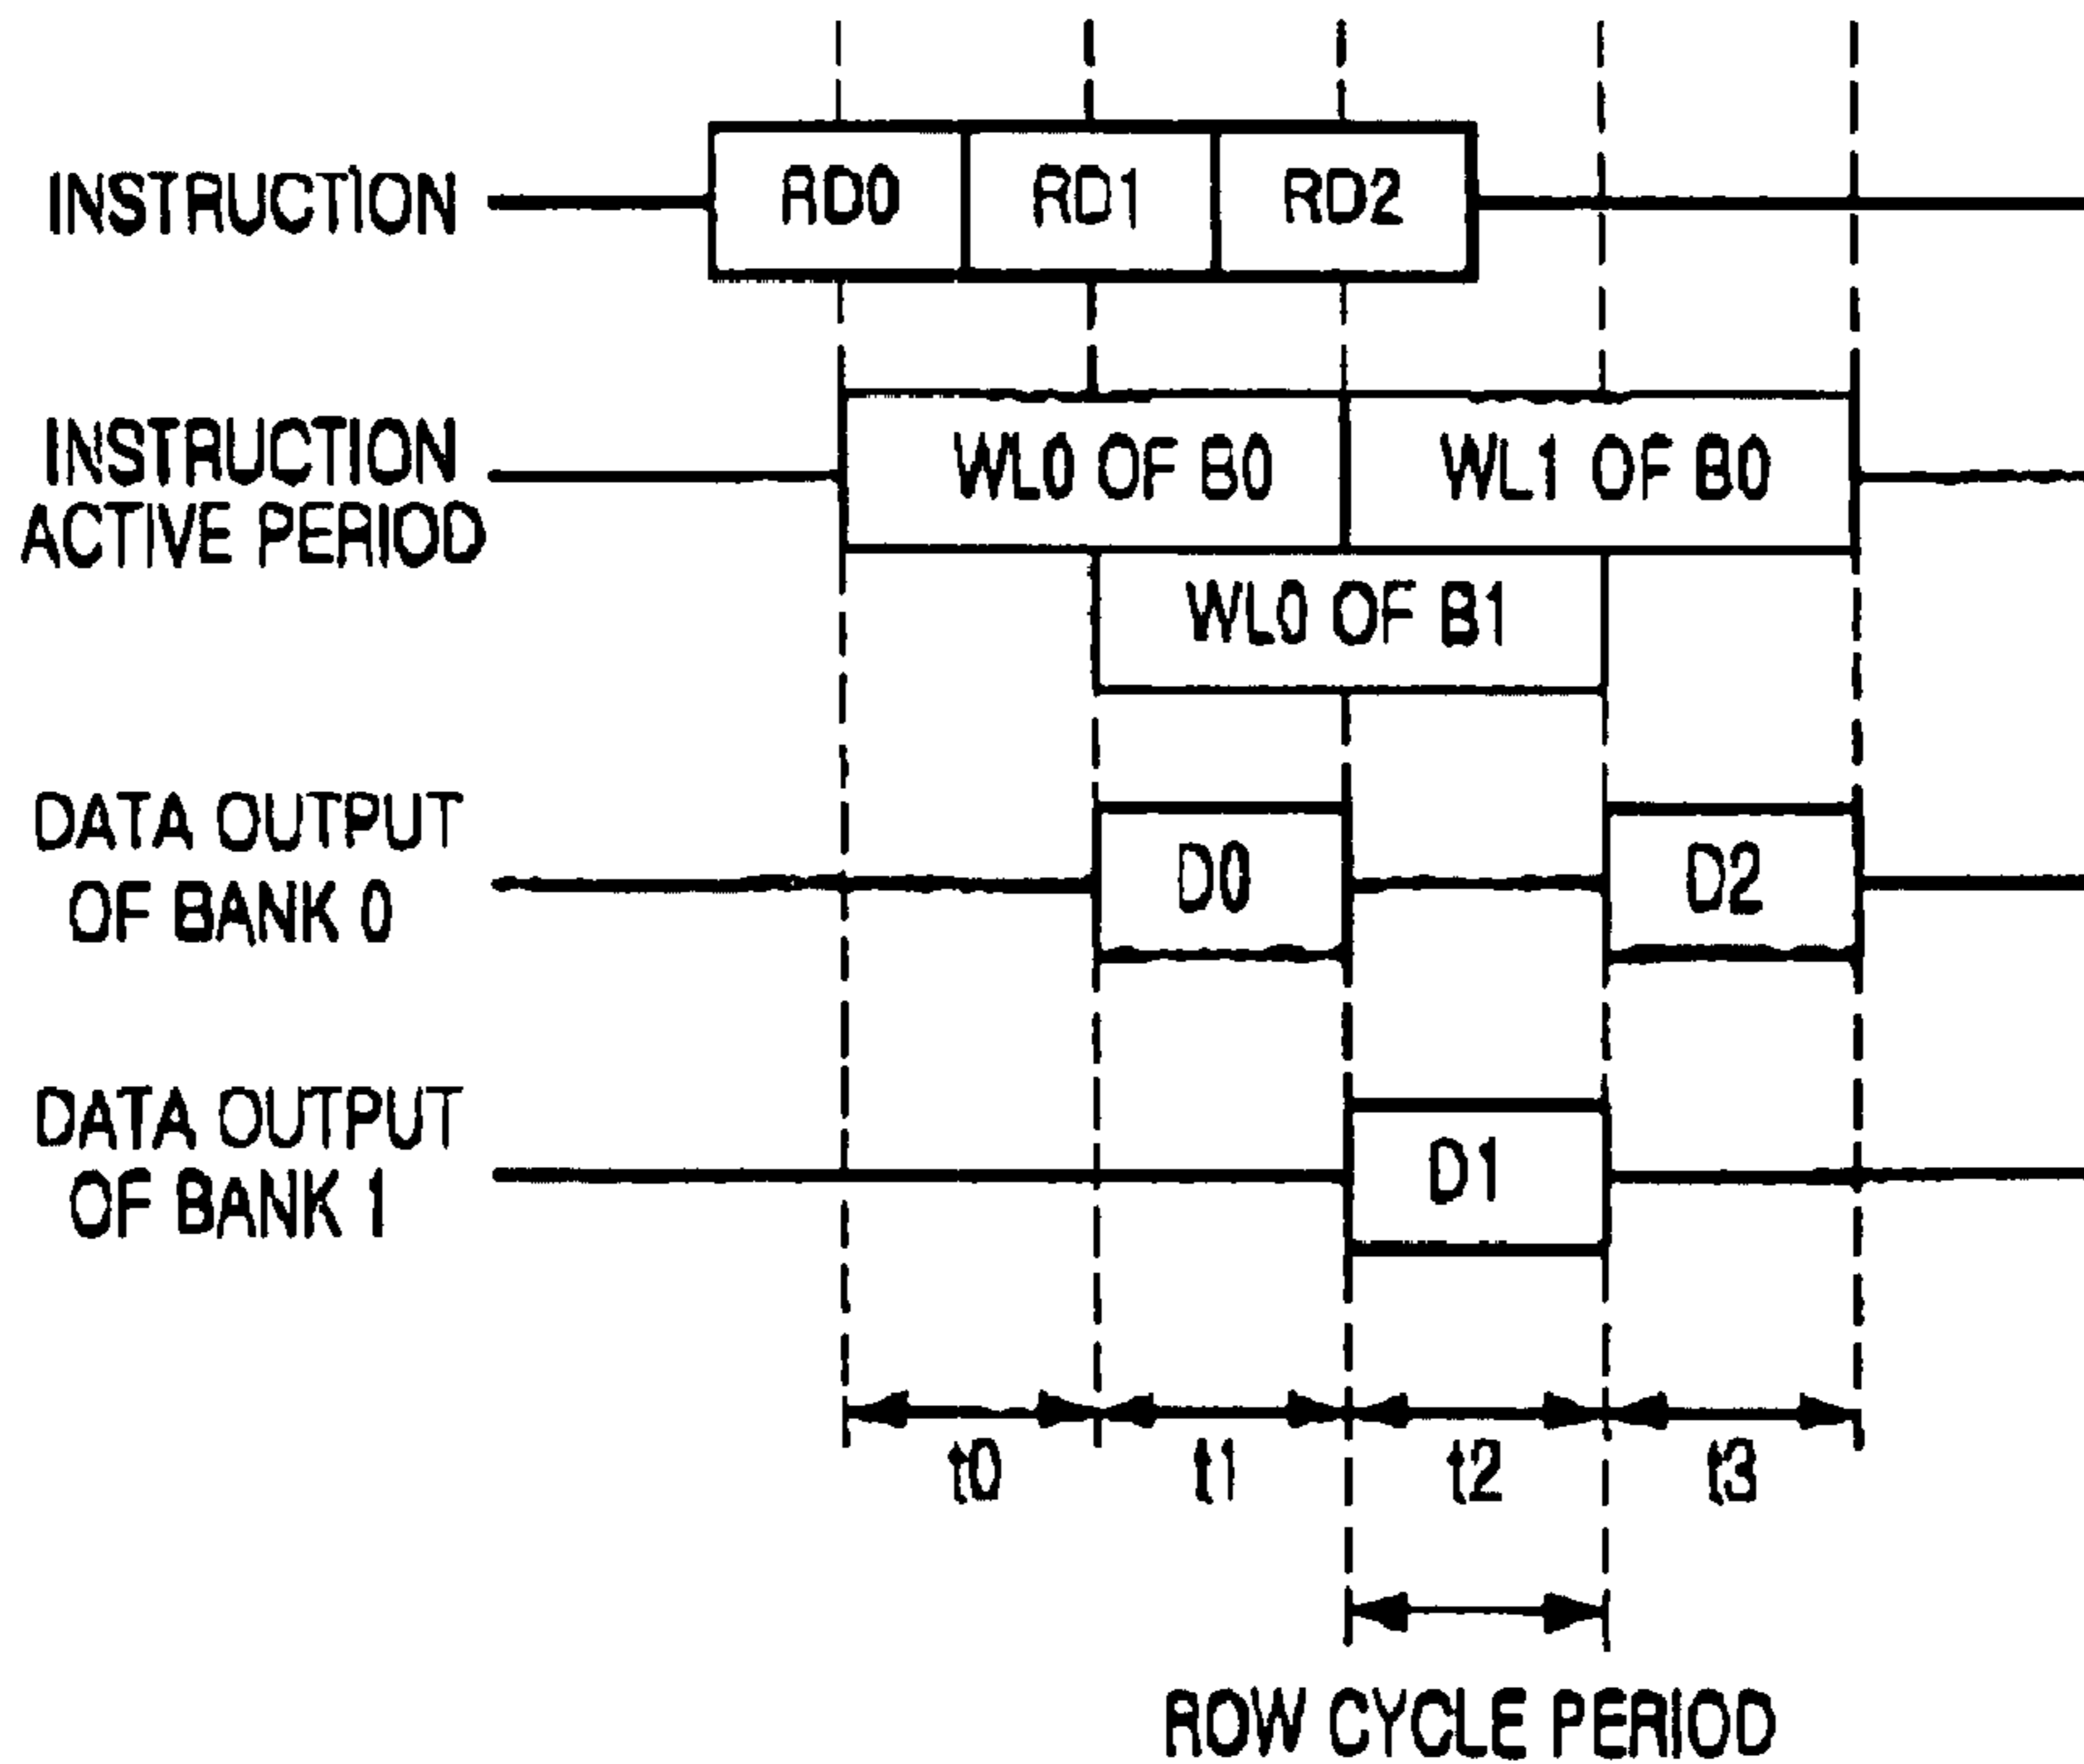 INSTRUCTION
RD0 RD1 RD2
INSTRUCTION
ACTIVE PERIOD
WL0 OF B0 WL1 OF B0
WL0 OF B1
DATA OUTPUT
OF BANK 0
D0 D2
DATA OUTPUT
OF BANK 1
D1
t0 t1 t2 t3
ROW CYCLE PERIOD